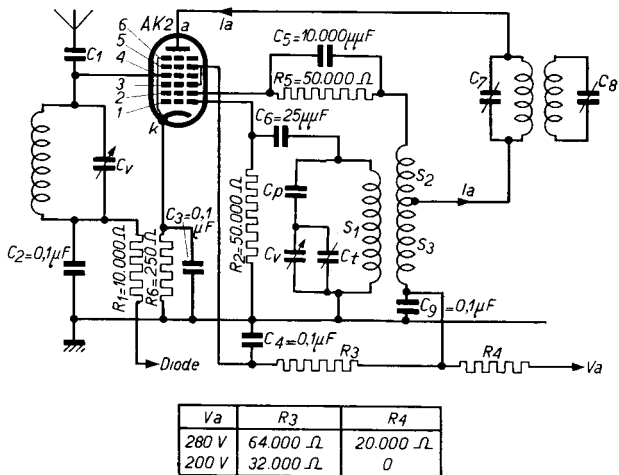 AK2 a Ia
6
5
4
3
2
1
k
C1
C5=10.000µµF
R5=50.000 Ω
C6=25µµF
C7
C8
Cv
S2
Ia
S3
Cp
S1
Cv
Ct
C2=0,1µF
R1=10.000Ω
R6=250Ω
C3=0,1
µF
R2=50.000 Ω
C9=0,1µF
C4=0,1µF
R3
R4
Va
Diode
Va R3 R4
280 V 64.000 Ω 20.000 Ω
200 V 32.000 Ω 0